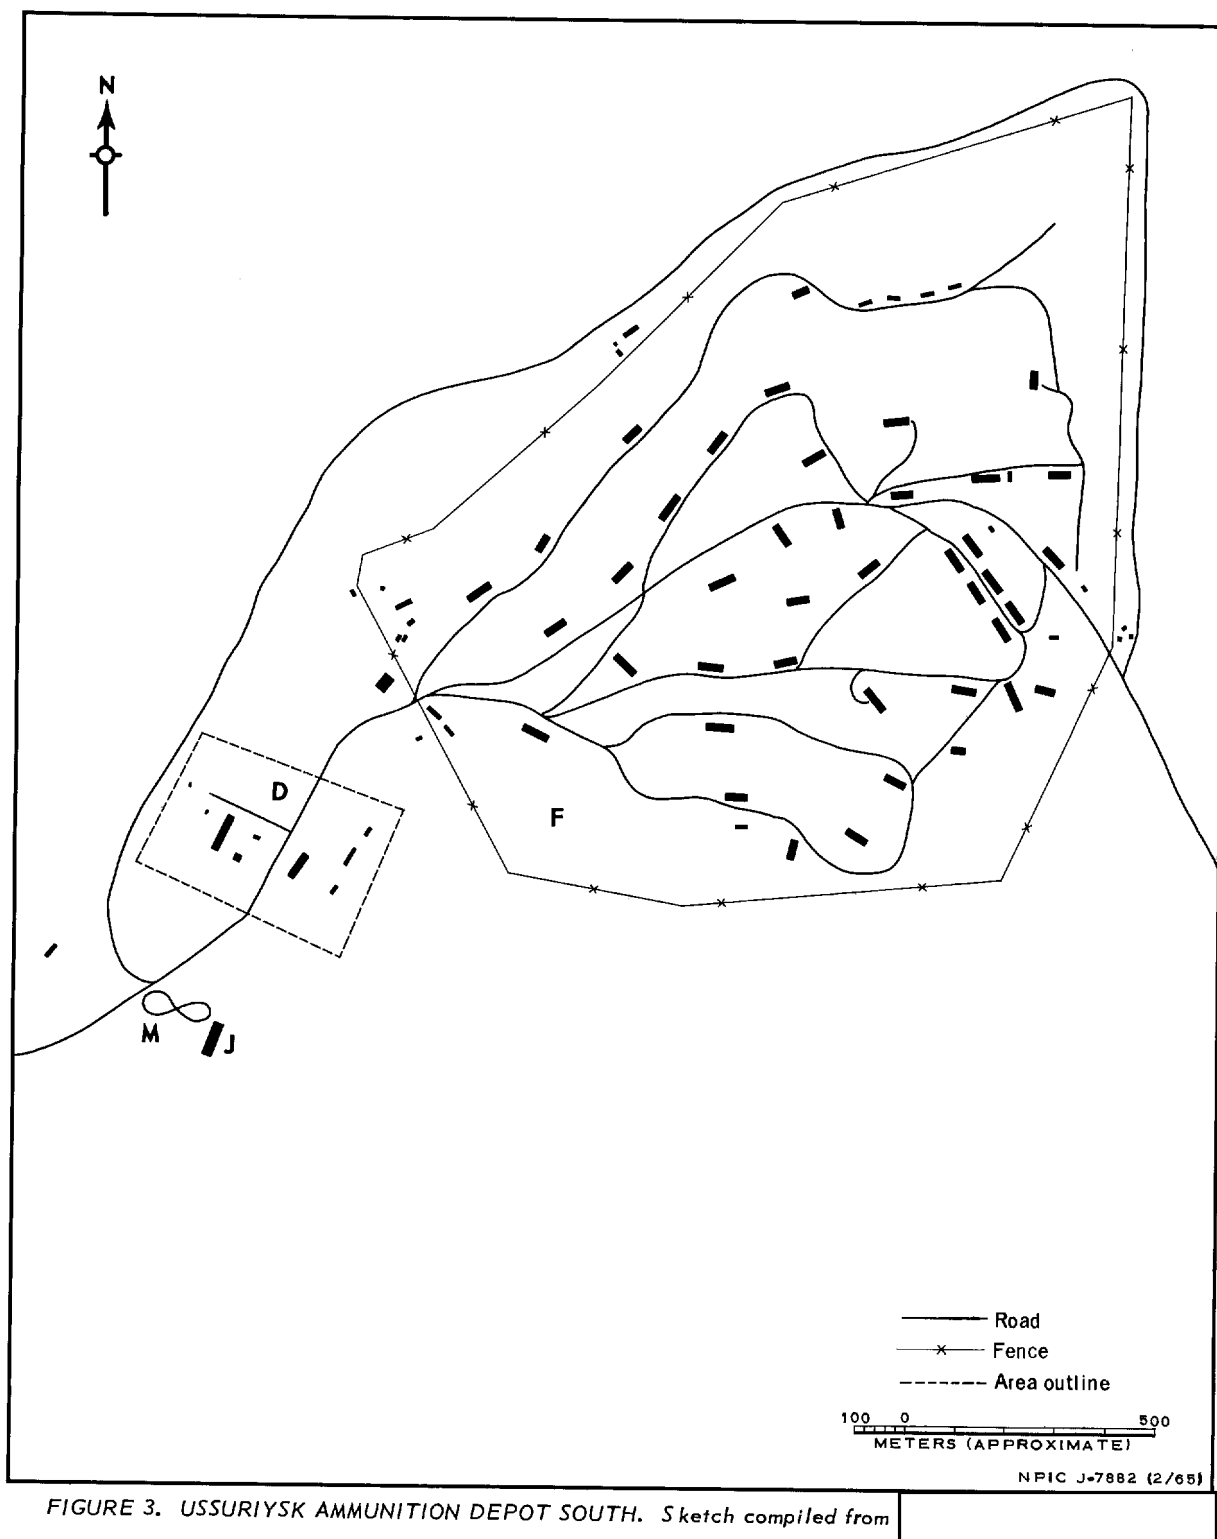 N
D
F
M
J
Road
Fence
Area outline
100 0 500
METERS (APPROXIMATE)
NPIC J-7882 (2/65)
FIGURE 3. USSURIYSK AMMUNITION DEPOT SOUTH. Sketch compiled from